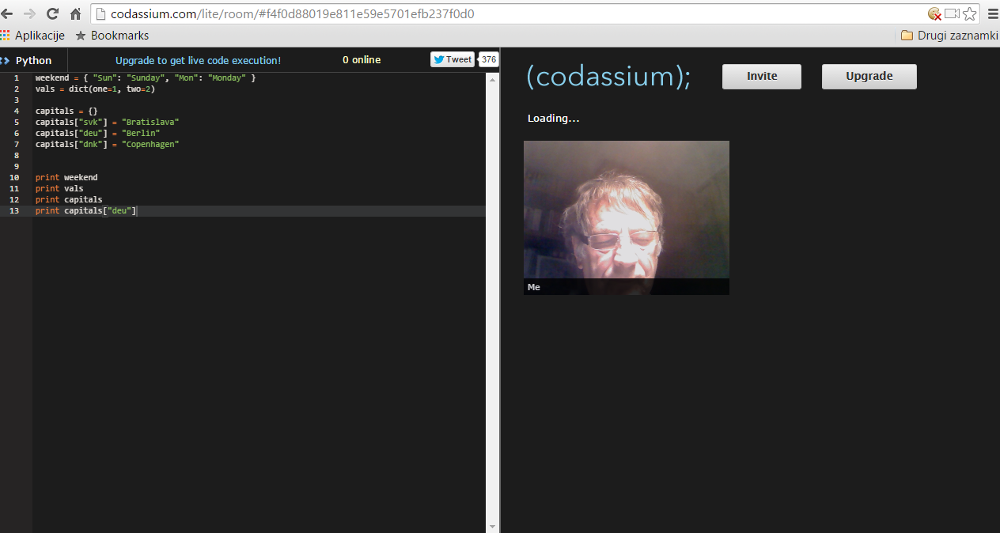 codassium.com/lite/room/#f4f0d88019e811e59e5701efb237f0d0
Aplikacije Bookmarks Drugi zaznamki
Python Upgrade to get live code execution! 0 online Tweet 376
1 weekend = { "Sun": "Sunday", "Mon": "Monday" }
2 vals = dict(one=1, two=2)
3
4 capitals = {}
5 capitals["svk"] = "Bratislava"
6 capitals["deu"] = "Berlin"
7 capitals["dnk"] = "Copenhagen"
8
9
10 print weekend
11 print vals
12 print capitals
13 print capitals["deu"]
(codassium); Invite Upgrade
Loading...
Me